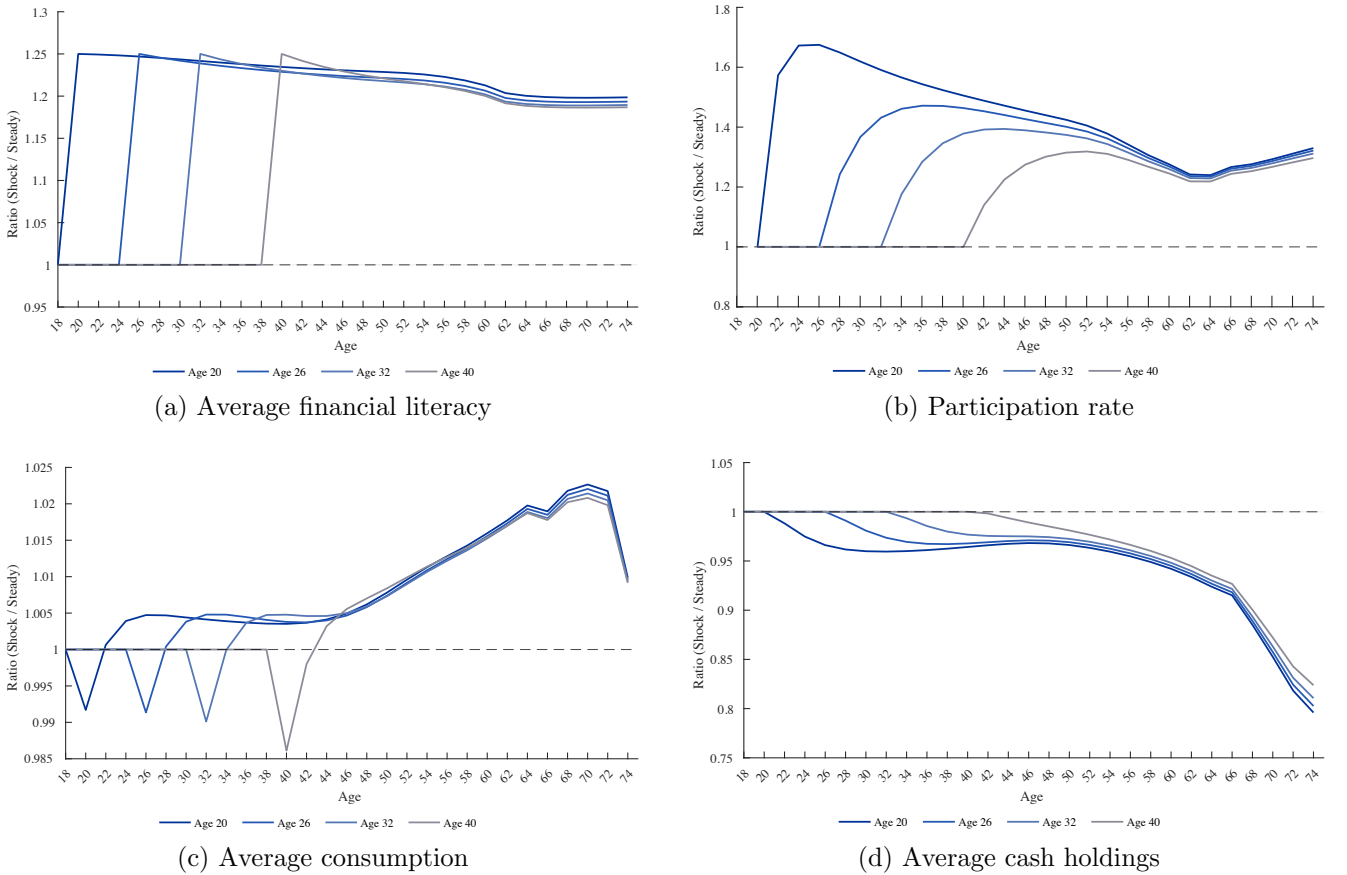 1.3
1.25
1.2
1.15
1.1
1.05
1
0.95
Ratio (Shock / Steady)
18 20 22 24 26 28 30 32 34 36 38 40 42 44 46 48 50 52 54 56 58 60 62 64 66 68 70 72 74
Age
Age 20 Age 26 Age 32 Age 40
(a) Average financial literacy
1.8
1.6
1.4
1.2
1
0.8
Ratio (Shock / Steady)
18 20 22 24 26 28 30 32 34 36 38 40 42 44 46 48 50 52 54 56 58 60 62 64 66 68 70 72 74
Age
Age 20 Age 26 Age 32 Age 40
(b) Participation rate
1.025
1.02
1.015
1.01
1.005
1
0.995
0.99
0.985
Ratio (Shock / Steady)
18 20 22 24 26 28 30 32 34 36 38 40 42 44 46 48 50 52 54 56 58 60 62 64 66 68 70 72 74
Age
Age 20 Age 26 Age 32 Age 40
(c) Average consumption
1.05
1
0.95
0.9
0.85
0.8
0.75
Ratio (Shock / Steady)
18 20 22 24 26 28 30 32 34 36 38 40 42 44 46 48 50 52 54 56 58 60 62 64 66 68 70 72 74
Age
Age 20 Age 26 Age 32 Age 40
(d) Average cash holdings